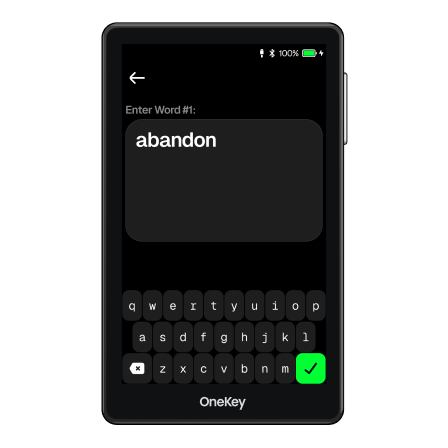 100%
Enter Word #1:
abandon
q w e r t y u i o p
a s d f g h j k l
z x c v b n m
OneKey